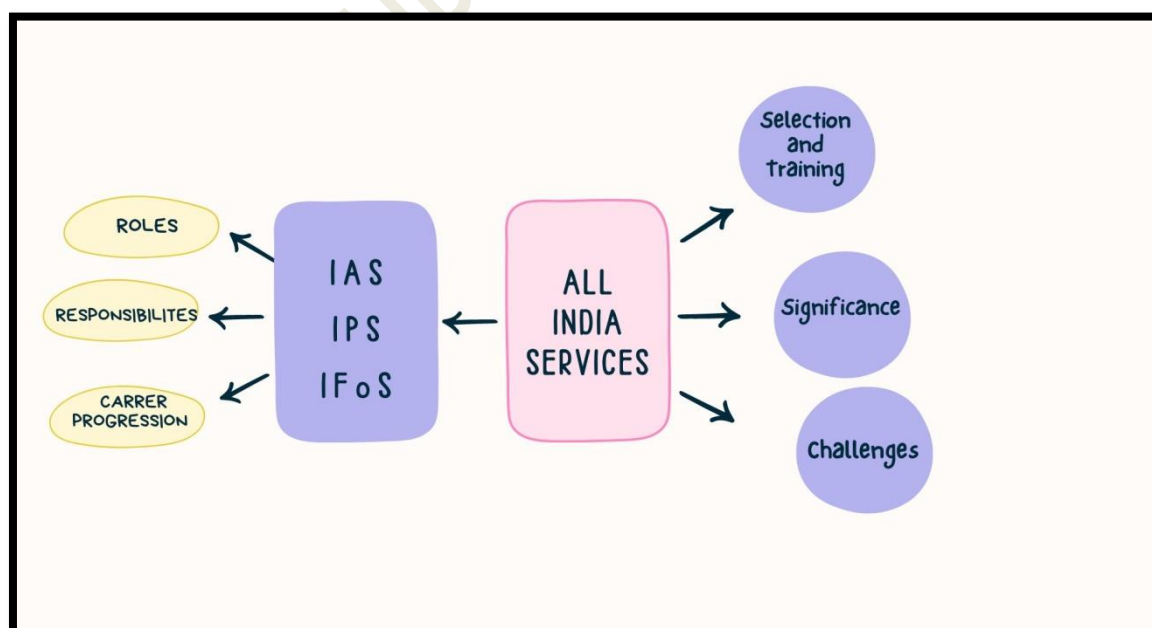 Selection
and
Training
ROLES
IAS
IPS
IFoS
ALL
INDIA
SERVICES
RESPONSIBILITES
Significance
CARRER
PROGRESSION
Challenges